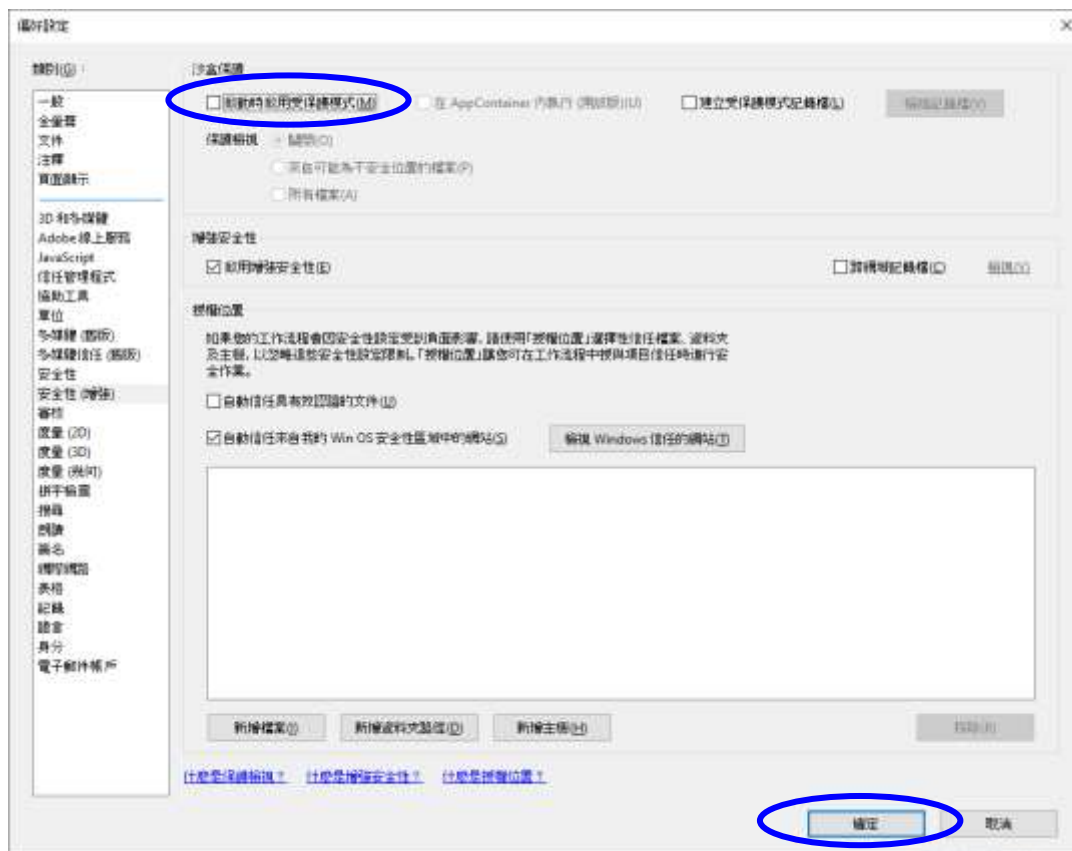 偏好設定
類別(G)：
一般
全螢幕
文件
注釋
頁面顯示
3D 和多媒體
Adobe 線上服務
JavaScript
信任管理程式
協助工具
單位
多媒體 (舊版)
多媒體信任 (舊版)
安全性
安全性 (增強)
審核
度量 (2D)
度量 (3D)
度量 (幾何)
拼字檢查
搜尋
朗讀
簽名
網際網路
表格
記錄
語言
身分
電子郵件帳戶
沙盒保護
啟動時啟用受保護模式(M)
在 AppContainer 內執行 (測試版)(U)
建立受保護模式記錄檔(L)
檢視記錄檔(V)
保護檢視
關閉(O)
來自可能為不安全位置的檔案(P)
所有檔案(A)
增強安全性
啟用增強安全性(E)
跨網域記錄檔(C)
檢視(V)
授權位置
如果您的工作流程會因安全性設定受到負面影響，請使用「授權位置」選擇性信任檔案、資料夾
及主機，以忽略這些安全性設定限制。「授權位置」讓您可在工作流程中授與項目信任時進行安
全作業。
自動信任具有效認證的文件(U)
自動信任來自我的 Win OS 安全性區域中的網站(S)
檢視 Windows 信任的網站(T)
新增檔案(I)
新增資料夾路徑(D)
新增主機(H)
移除(R)
什麼是保護檢視？
什麼是增強安全性？
什麼是授權位置？
確定
取消